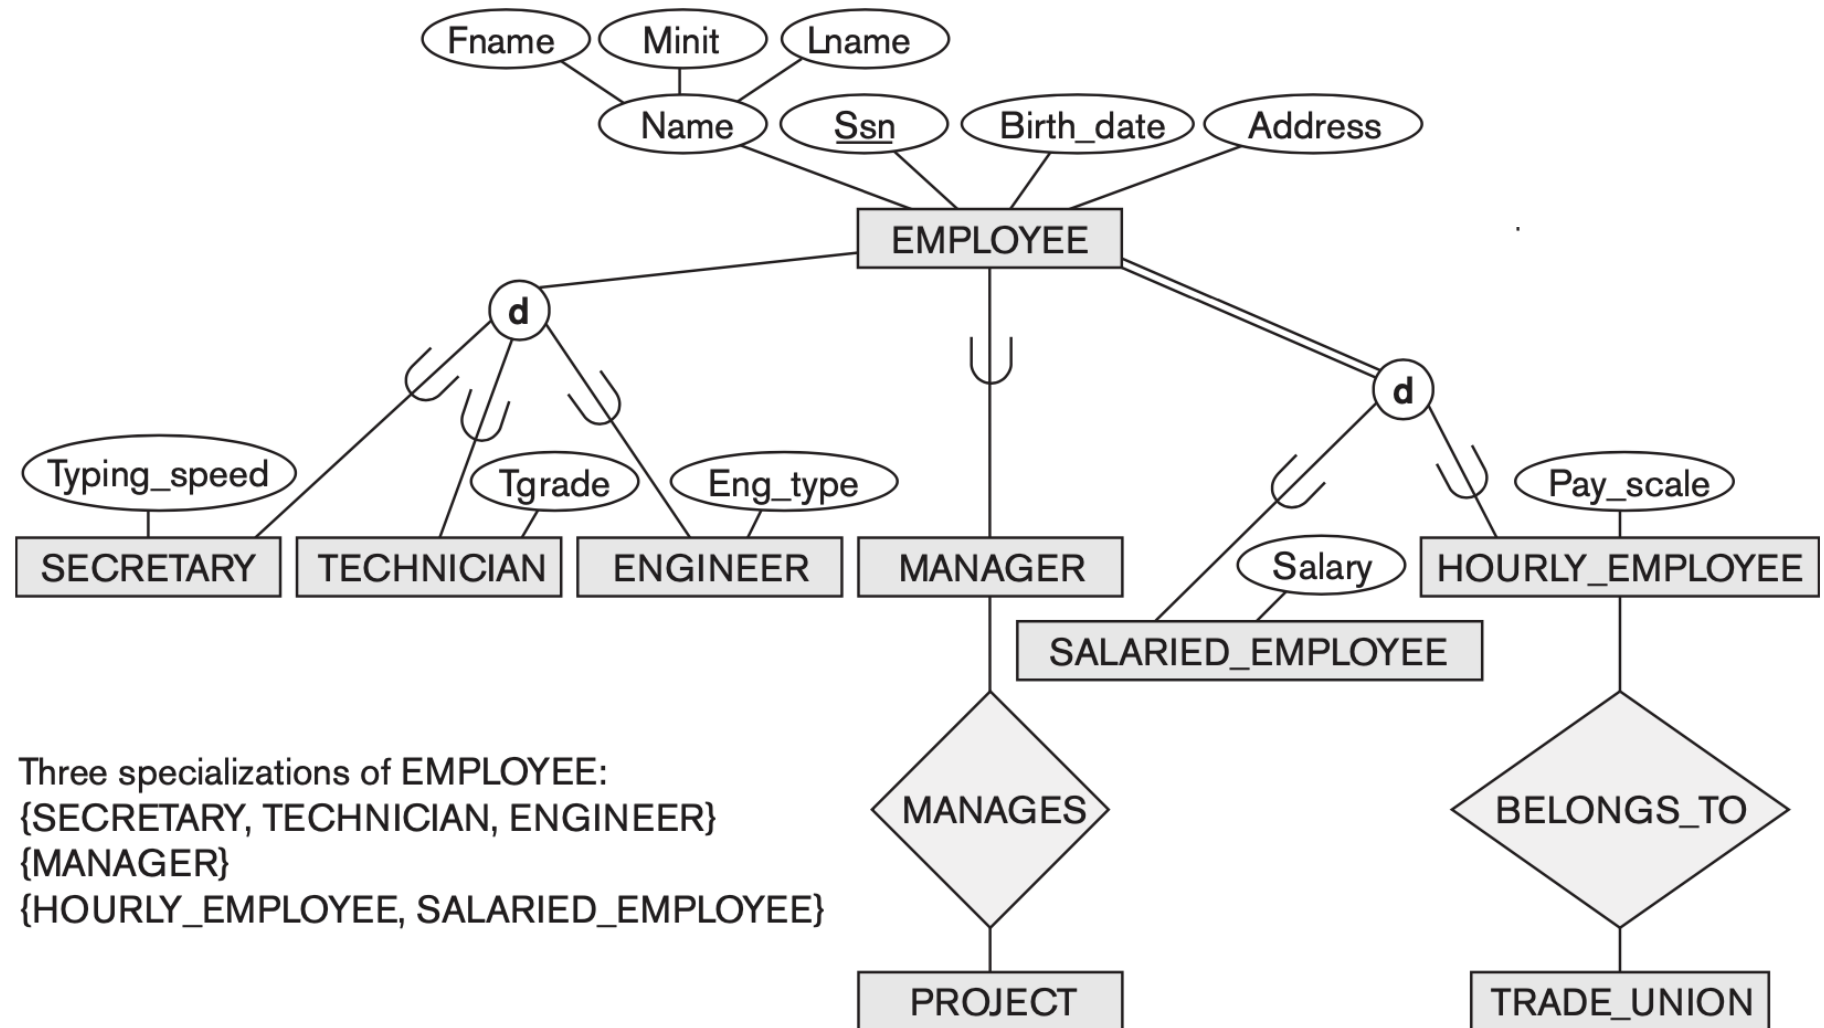 Fname
Minit
Lname
Name
Ssn
Birth_date
Address
EMPLOYEE
d
d
Typing_speed
Tgrade
Eng_type
Pay_scale
SECRETARY
TECHNICIAN
ENGINEER
MANAGER
Salary
HOURLY_EMPLOYEE
SALARIED_EMPLOYEE
Three specializations of EMPLOYEE:
{SECRETARY, TECHNICIAN, ENGINEER}
{MANAGER}
{HOURLY_EMPLOYEE, SALARIED_EMPLOYEE}
MANAGES
BELONGS_TO
PROJECT
TRADE_UNION